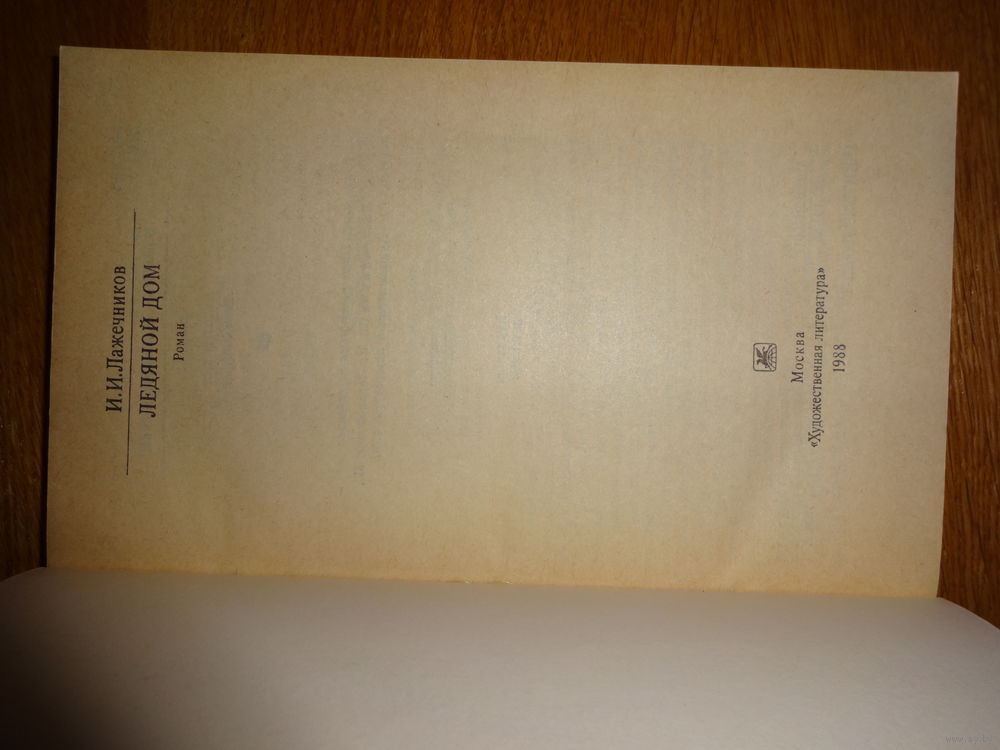 И.И.Лажечников
ЛЕДЯНОЙ ДОМ
Роман
Москва
«Художественная литература»
1988